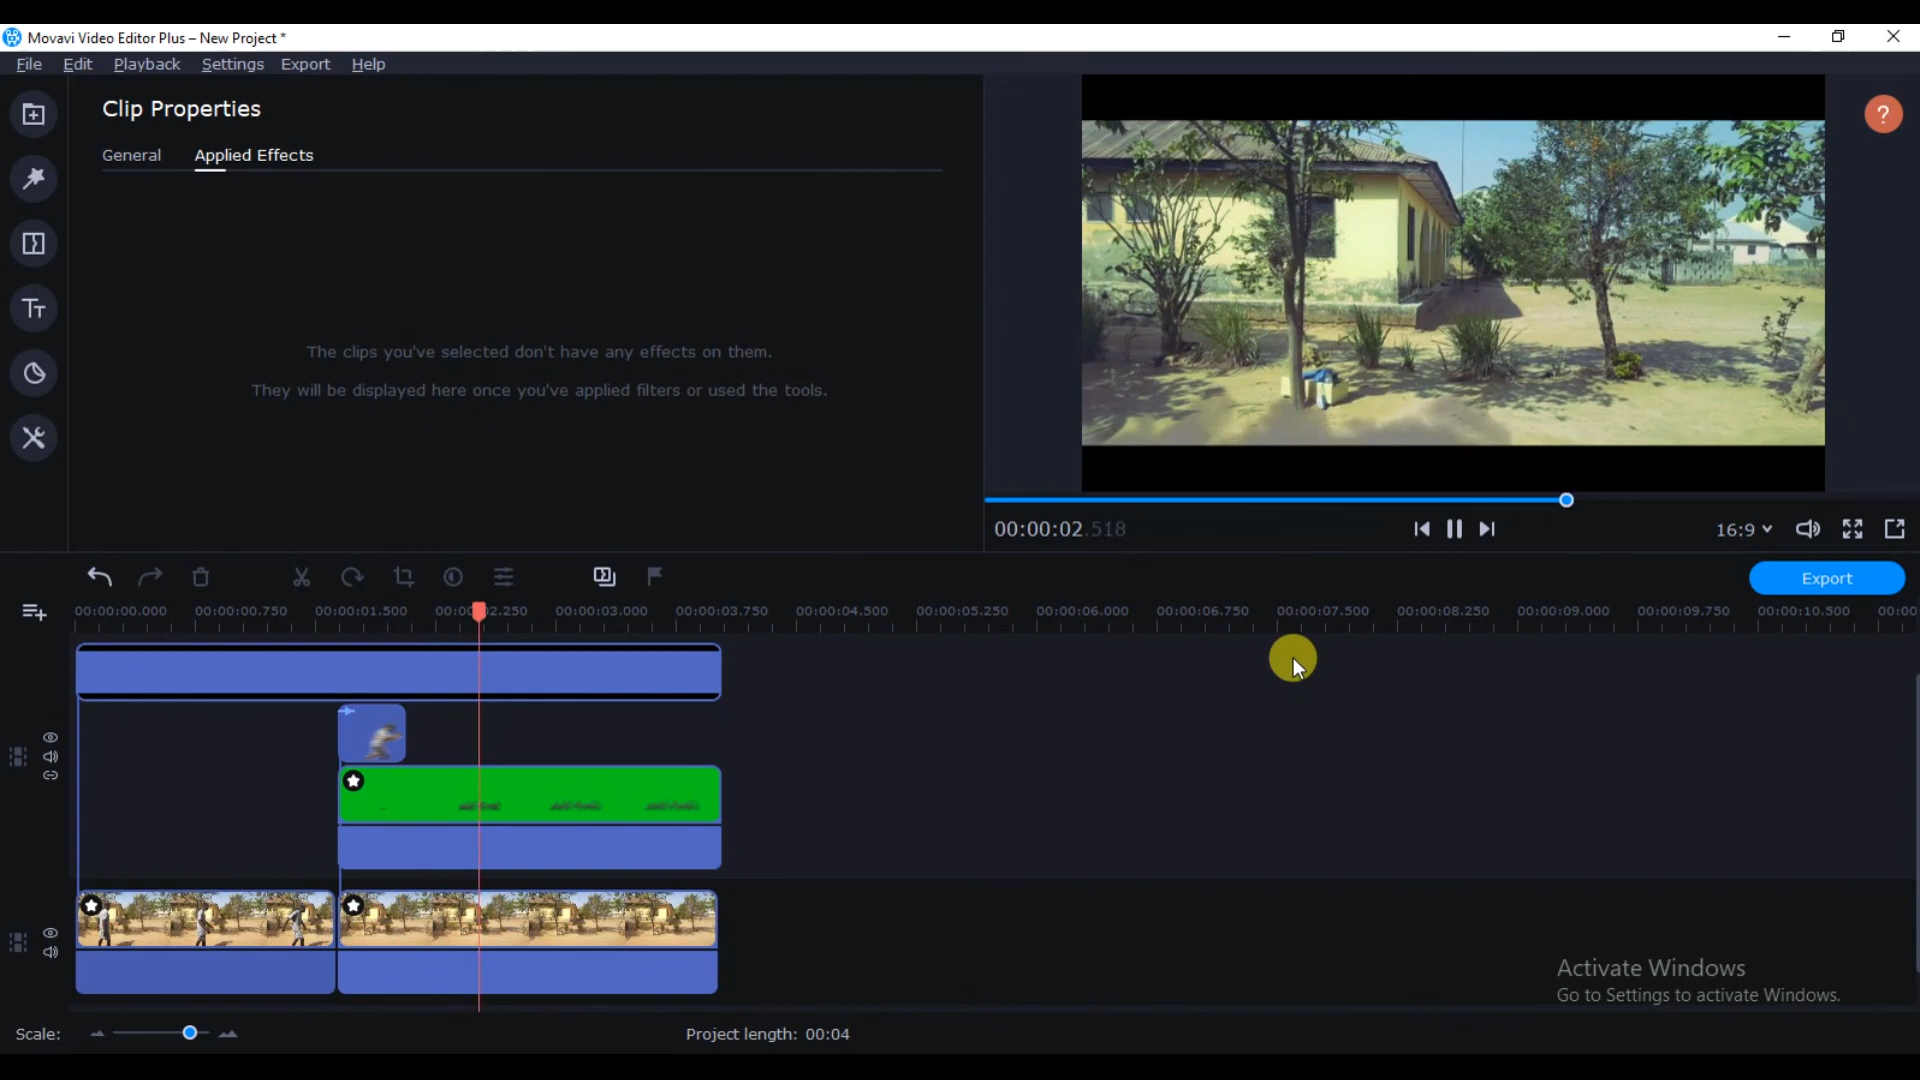 Movavi Video Editor Plus – New Project *
File Edit Playback Settings Export Help
Clip Properties
?
General Applied Effects
The clips you've selected don't have any effects on them.
They will be displayed here once you've applied filters or used the tools.
00:00:02.518
16:9
Export
00:00:00.000 00:00:00.750 00:00:01.500 00:00:02.250 00:00:03.000 00:00:03.750 00:00:04.500 00:00:05.250 00:00:06.000 00:00:06.750 00:00:07.500 00:00:08.250 00:00:09.000 00:00:09.750 00:00:10.500 00:00
Activate Windows
Go to Settings to activate Windows.
Scale:
Project length: 00:04